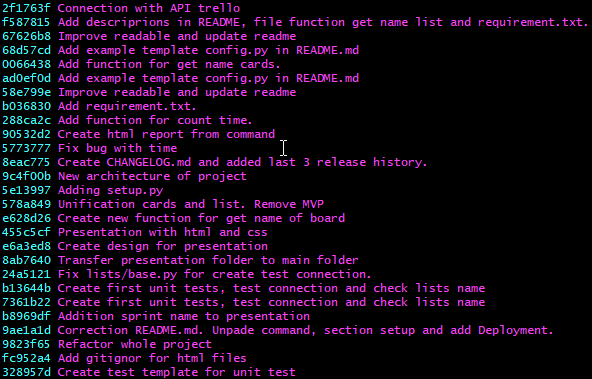 2f1763f Connection with API trello
f587815 Add descriprions in README, file function get name list and requirement.txt.
67626b8 Improve readable and update readme
68d57cd Add example template config.py in README.md
0066438 Add function for get name cards.
ad0ef0d Add example template config.py in README.md
58e799e Improve readable and update readme
b036830 Add requirement.txt.
288ca2c Add function for count time.
90532d2 Create html report from command
5773777 Fix bug with time
8eac775 Create CHANGELOG.md and added last 3 release history.
9c4f00b New architecture of project
5e13997 Adding setup.py
578a849 Unification cards and list. Remove MVP
e628d26 Create new function for get name of board
455c5cf Presentation with html and css
e6a3ed8 Create design for presentation
8ab7640 Transfer presentation folder to main folder
24a5121 Fix lists/base.py for create test connection.
b13644b Create first unit tests, test connection and check lists name
7361b22 Create first unit tests, test connection and check lists name
b8969df Addition sprint name to presentation
9ae1a1d Correction README.md. Unpade command, section setup and add Deployment.
9823f65 Refactor whole project
fc952a4 Add gitignor for html files
328957d Create test template for unit test